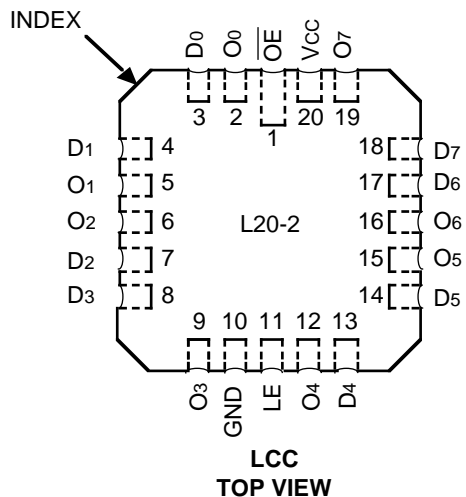 INDEX
D0 O0 OE VCC O7
3 2 1 20 19
D1 4 18 D7
O1 5 17 D6
O2 6 L20-2 16 O6
D2 7 15 O5
D3 8 14 D5
9 10 11 12 13
O3 GND LE O4 D4
LCC
TOP VIEW